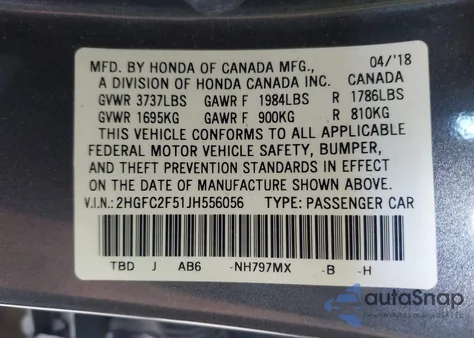 MFD. BY HONDA OF CANADA MFG., 04/'18
A DIVISION OF HONDA CANADA INC. CANADA
GVWR 3737LBS GAWR F 1984LBS R 1786LBS
GVWR 1695KG GAWR F 900KG R 810KG
THIS VEHICLE CONFORMS TO ALL APPLICABLE
FEDERAL MOTOR VEHICLE SAFETY, BUMPER,
AND THEFT PREVENTION STANDARDS IN EFFECT
ON THE DATE OF MANUFACTURE SHOWN ABOVE.
V.I.N.: 2HGFC2F51JH556056 TYPE: PASSENGER CAR
TBD J AB6 -NH797MX -B -H
autoSnap